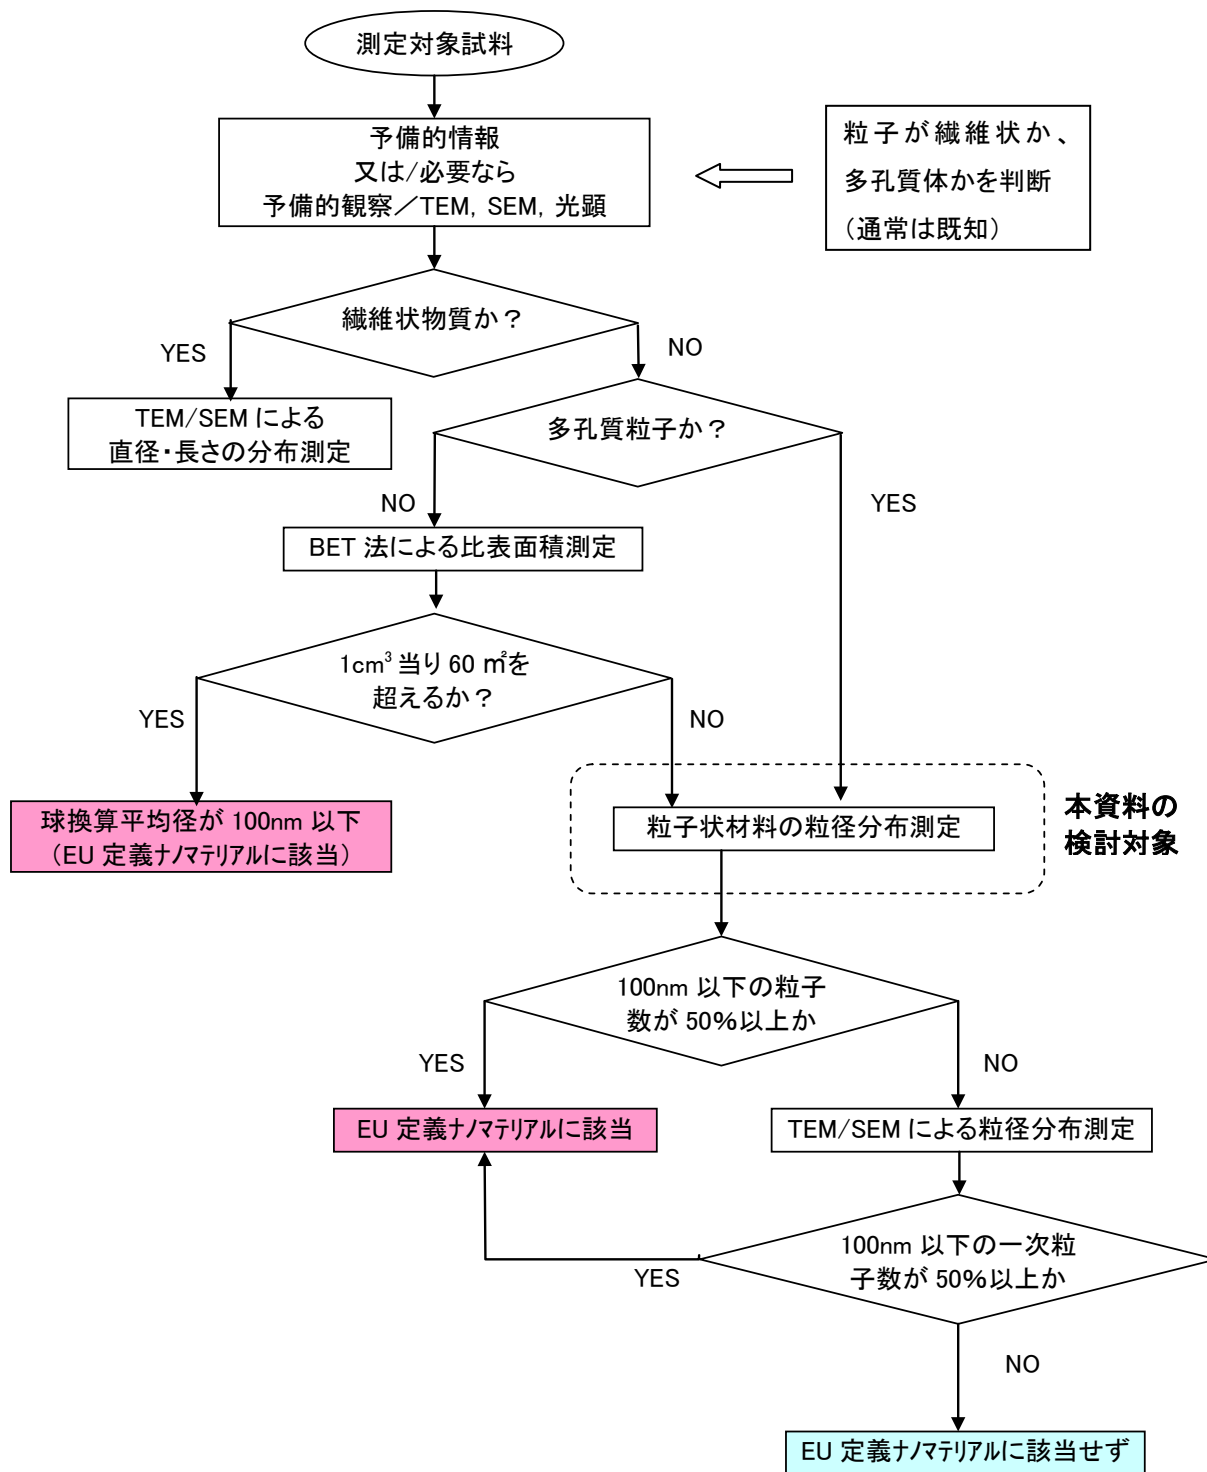 測定対象試料
予備的情報
又は/必要なら
予備的観察／TEM, SEM, 光顕
粒子が繊維状か、
多孔質体かを判断
（通常は既知）
繊維状物質か？
YES
NO
TEM/SEM による
直径・長さの分布測定
多孔質粒子か？
NO
YES
BET 法による比表面積測定
1cm³ 当り 60 ㎡を
超えるか？
YES
NO
球換算平均径が 100nm 以下
（EU 定義ナノマテリアルに該当）
粒子状材料の粒径分布測定
本資料の
検討対象
100nm 以下の粒子
数が 50％以上か
YES
NO
EU 定義ナノマテリアルに該当
TEM/SEM による粒径分布測定
100nm 以下の一次粒
子数が 50％以上か
YES
NO
EU 定義ナノマテリアルに該当せず